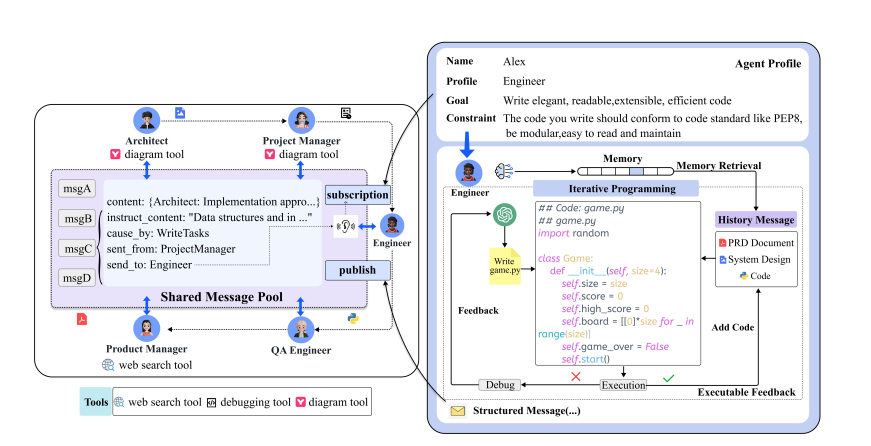 Architect
diagram tool
Project Manager
diagram tool
msgA
msgB
msgC
msgD
content: {Architect: Implementation appro...}
instruct_content: "Data structures and in ..."
cause_by: WriteTasks
sent_from: ProjectManager
send_to: Engineer
Shared Message Pool
subscription
publish
Engineer
Product Manager
web search tool
QA Engineer
Tools
web search tool
debugging tool
diagram tool
Agent Profile
Name Alex
Profile Engineer
Goal Write elegant, readable,extensible, efficient code
Constraint The code you write should conform to code standard like PEP8,
be modular,easy to read and maintain
Engineer
Memory
Memory Retrieval
Iterative Programming
Write
game.py
## Code: game.py
## game.py
import random
class Game:
def __init__(self, size=4):
self.size = size
self.score = 0
self.high_score = 0
self.board = [[0]*size for _ in
range(size)]
self.game_over = False
self.start()
History Message
PRD Document
System Design
Code
Feedback
Add Code
Debug
Execution
Executable Feedback
Structured Message(...)